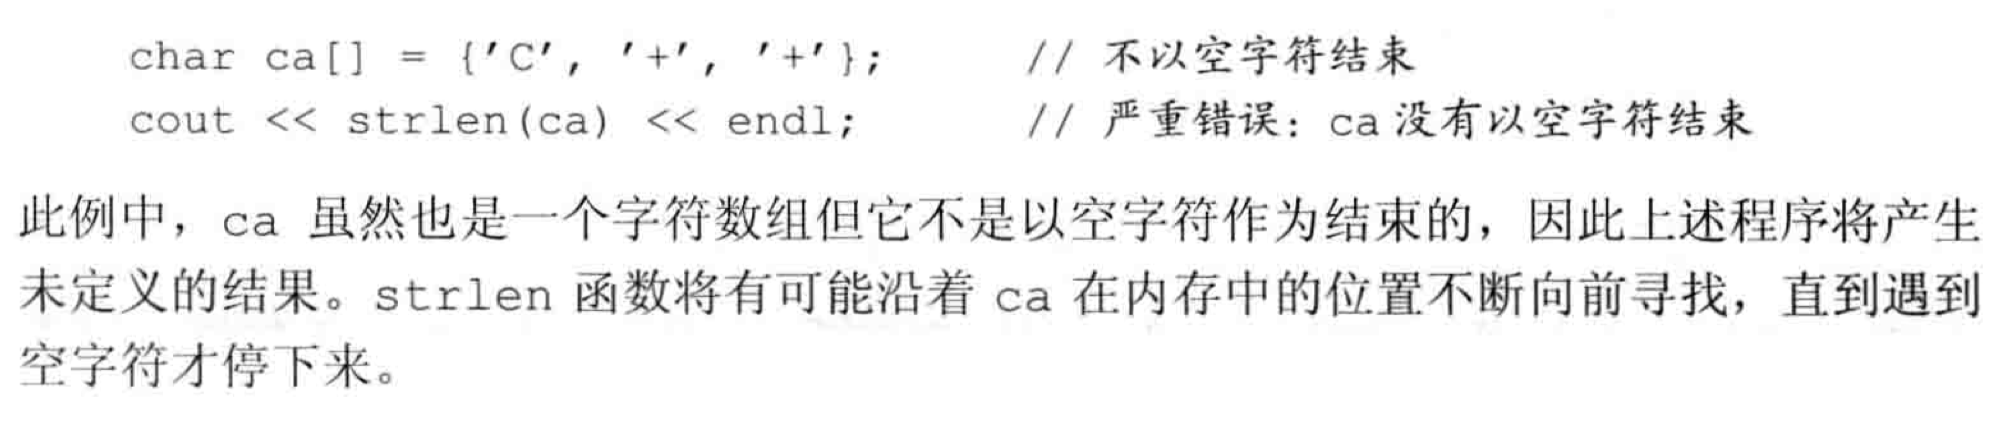 char ca[] = {'C', '+', '+'}; // 不以空字符结束
cout << strlen(ca) << endl; // 严重错误：ca没有以空字符结束
此例中，ca 虽然也是一个字符数组但它不是以空字符作为结束的，因此上述程序将产生
未定义的结果。strlen 函数将有可能沿着 ca 在内存中的位置不断向前寻找，直到遇到
空字符才停下来。